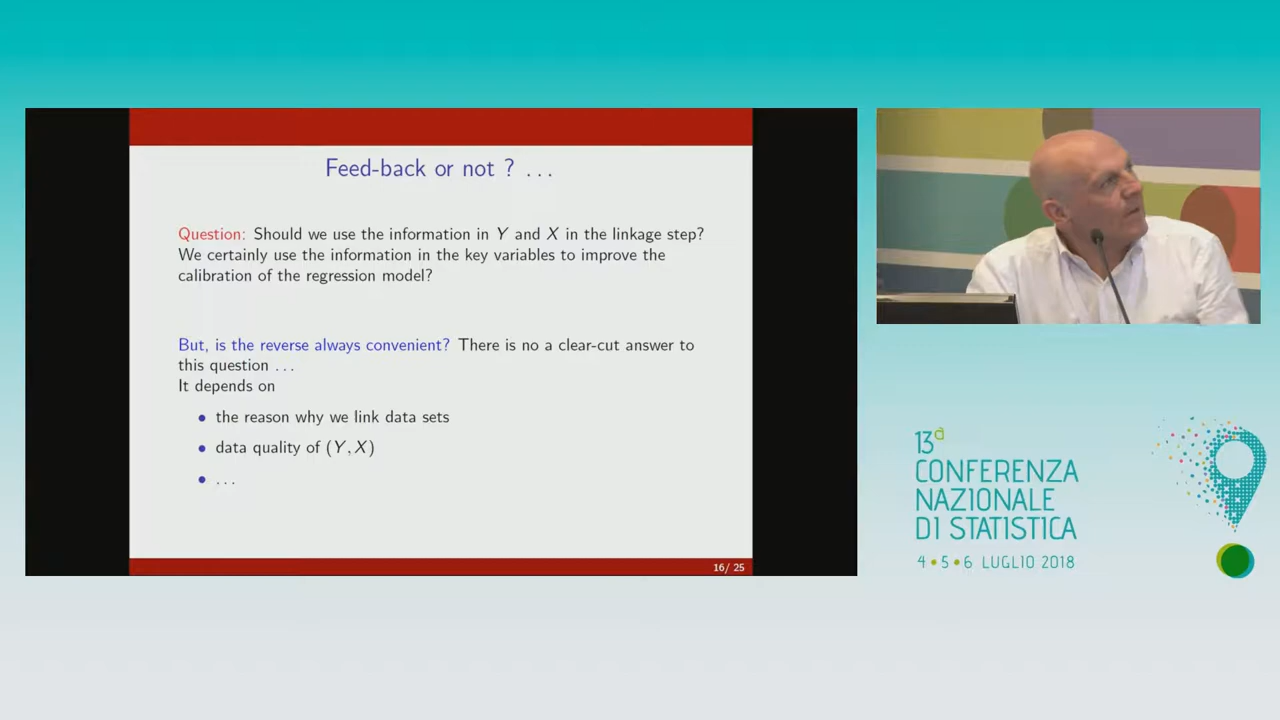 Feed-back or not ? . . .
Question: Should we use the information in Y and X in the linkage step?
We certainly use the information in the key variables to improve the
calibration of the regression model?
But, is the reverse always convenient? There is no a clear-cut answer to
this question . . .
It depends on
• the reason why we link data sets
• data quality of (Y, X)
• . . .
16/ 25
13a
CONFERENZA
NAZIONALE
DI STATISTICA
4 • 5 • 6 LUGLIO 2018